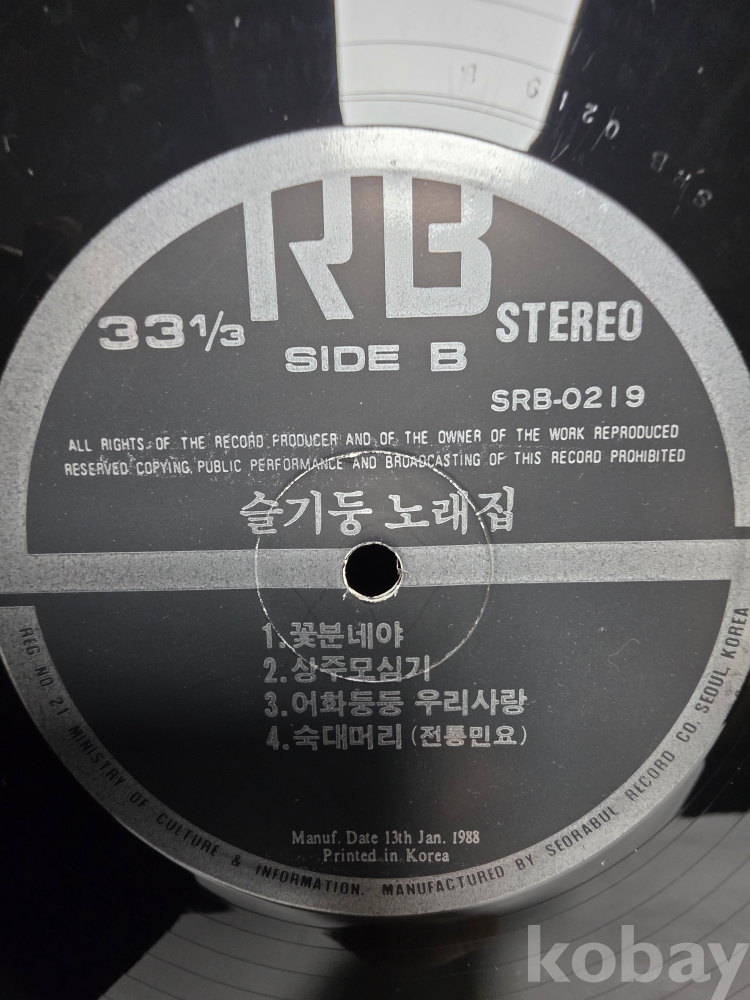 SRB 0219 B
RB
33 1/3
STEREO
SIDE B
SRB-0219
ALL RIGHTS OF THE RECORD PRODUCER AND OF THE OWNER OF THE WORK REPRODUCED
RESERVED COPYING PUBLIC PERFORMANCE AND BROADCASTING OF THIS RECORD PROHIBITED
슬기둥 노래집
1. 꽃분네야
2. 상주모심기
3. 어화둥둥 우리사랑
4. 숙대머리 (전통민요)
Manuf. Date 13th Jan. 1988
Printed in Korea
REG. NO. 21 MINISTRY OF CULTURE & INFORMATION. MANUFACTURED BY SEORABUL RECORD CO. SEOUL KOREA
kobay